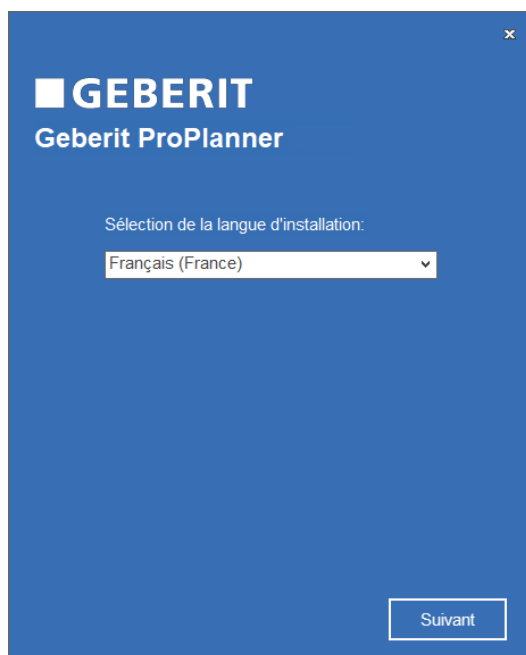 GEBERIT
Geberit ProPlanner
Sélection de la langue d'installation:
Français (France)
Suivant